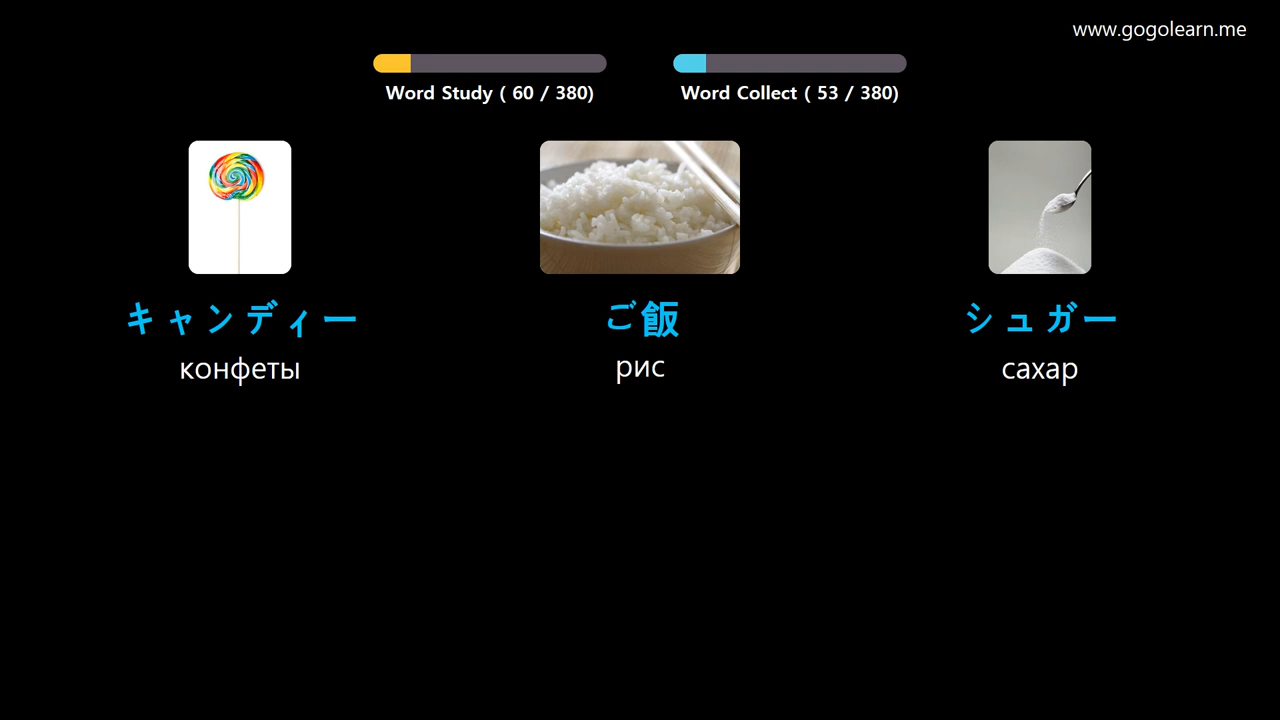 www.gogolearn.me
Word Study ( 60 / 380)
Word Collect ( 53 / 380)
キャンディー
ご飯
シュガー
конфеты
рис
сахар